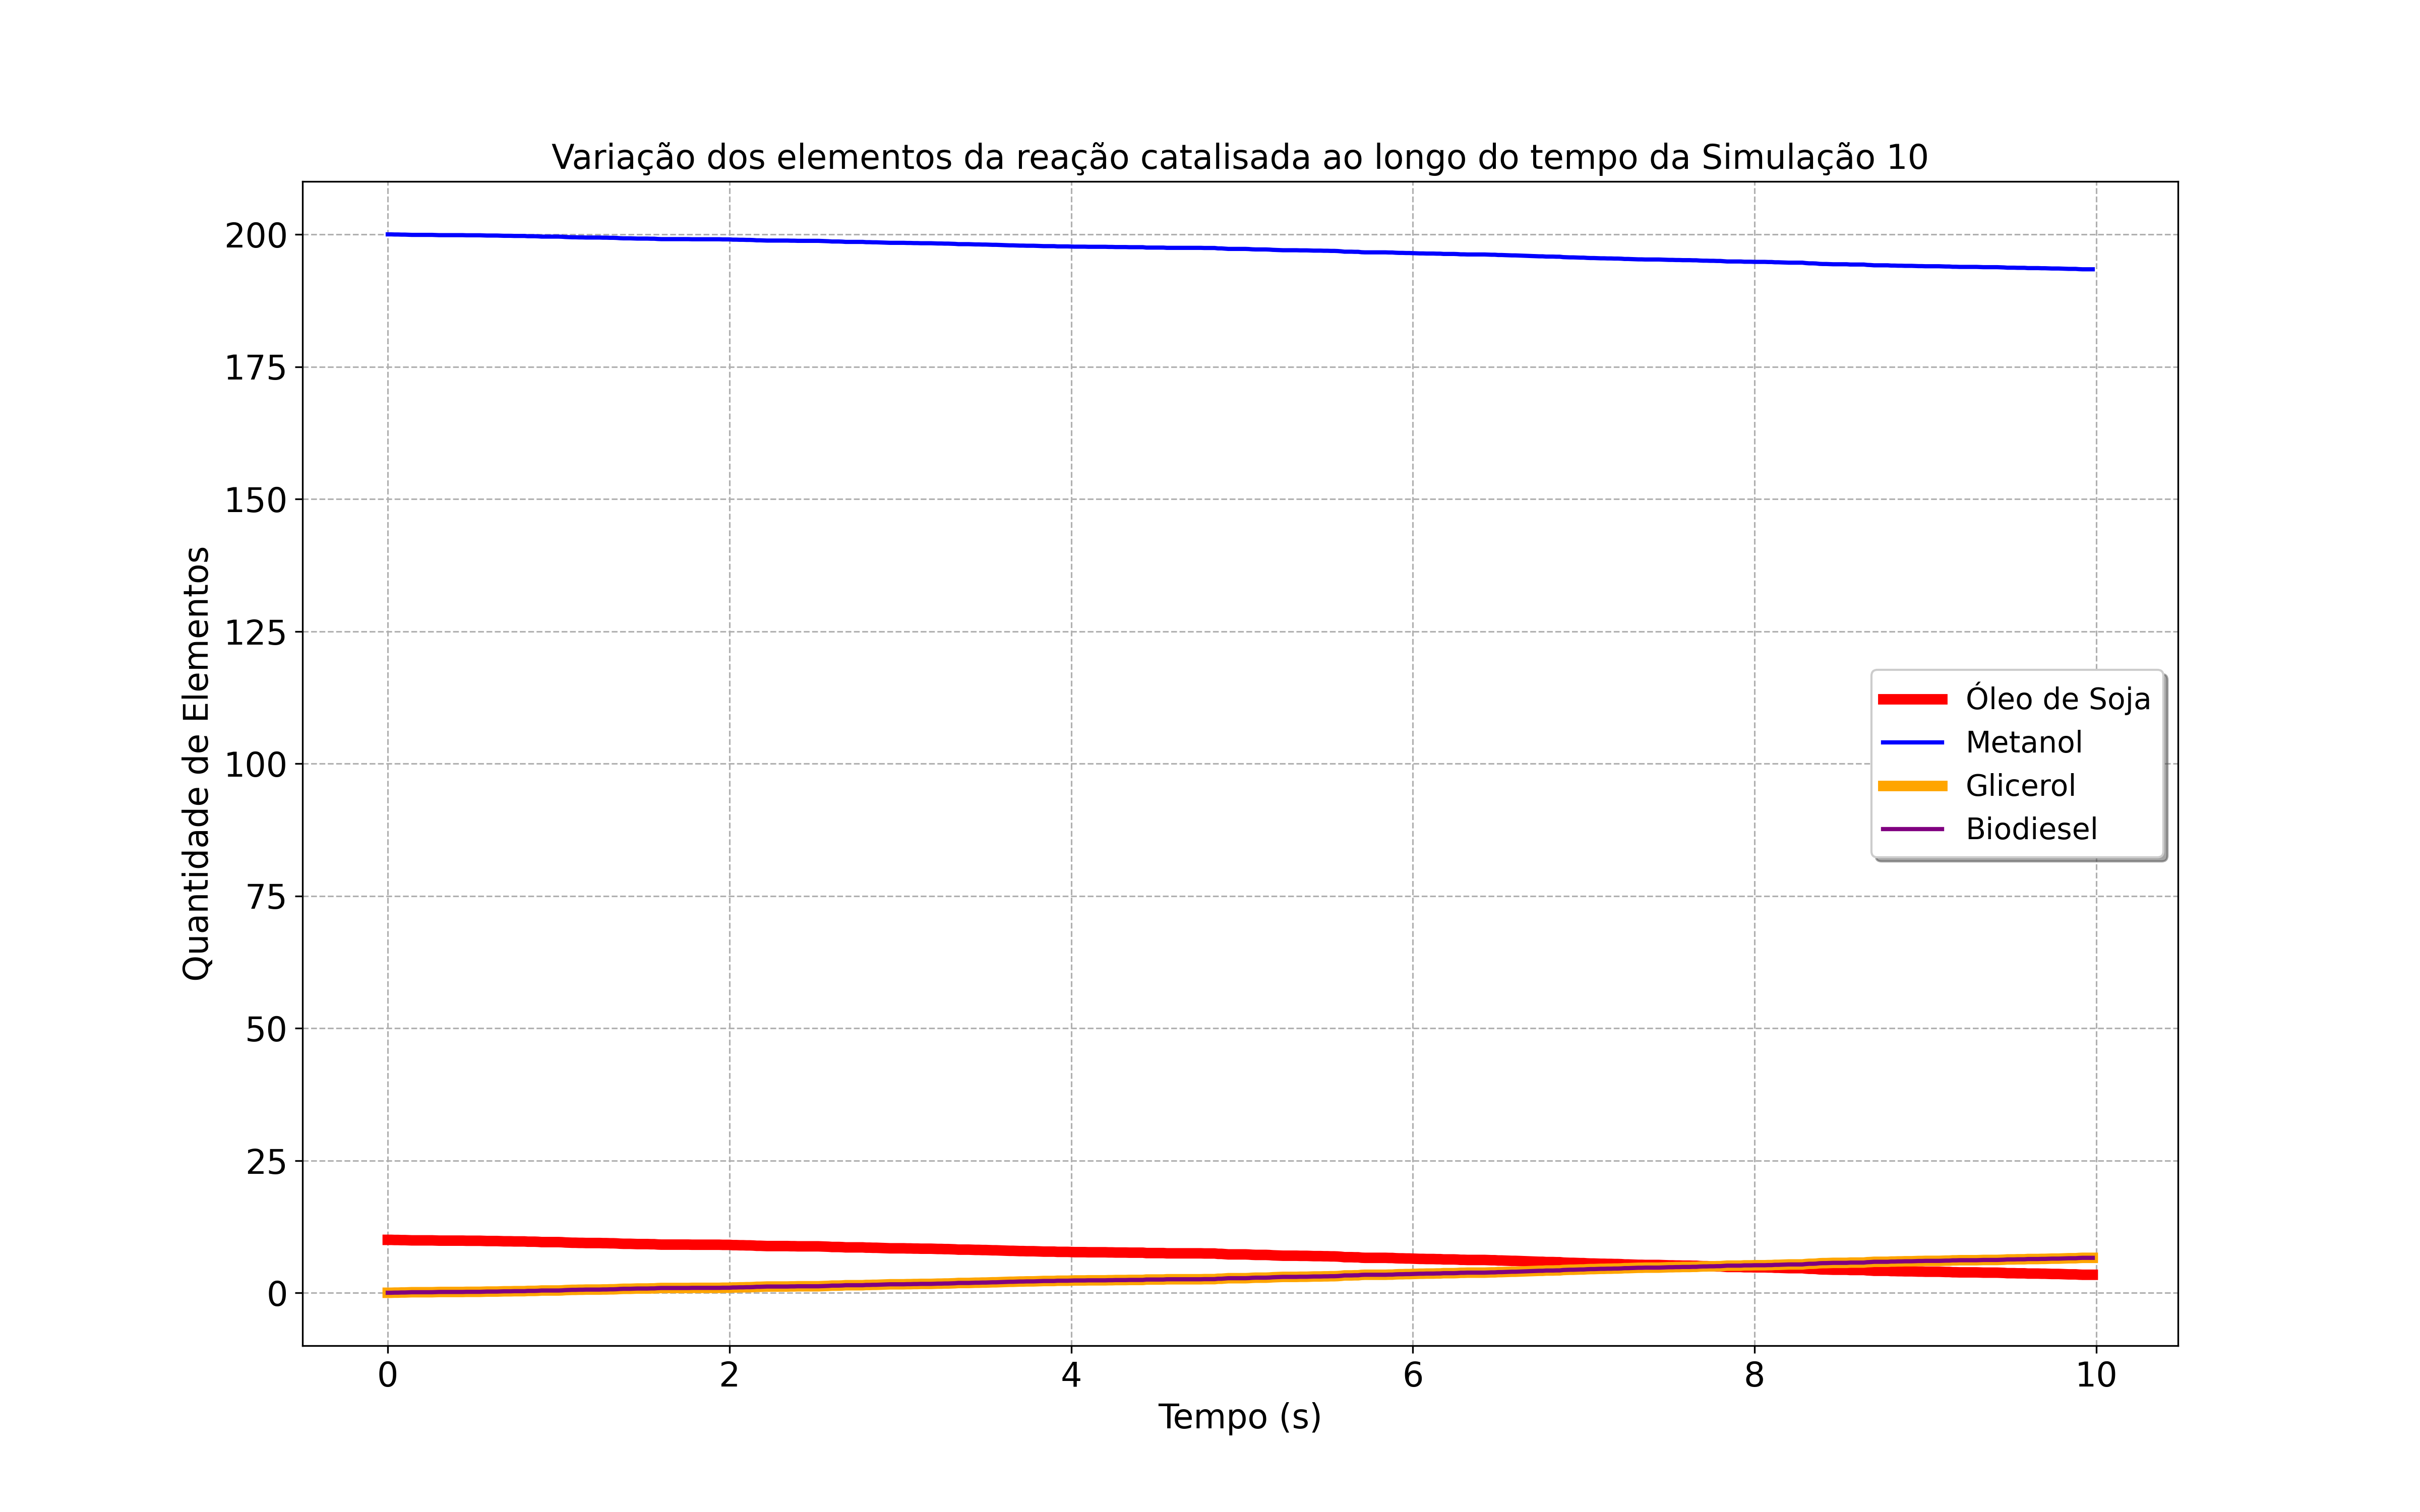 Variação dos elementos da reação catalisada ao longo do tempo da Simulação 10
Quantidade de Elementos
200
175
150
125
100
75
50
25
0
Óleo de Soja
Metanol
Glicerol
Biodiesel
0 2 4 6 8 10
Tempo (s)